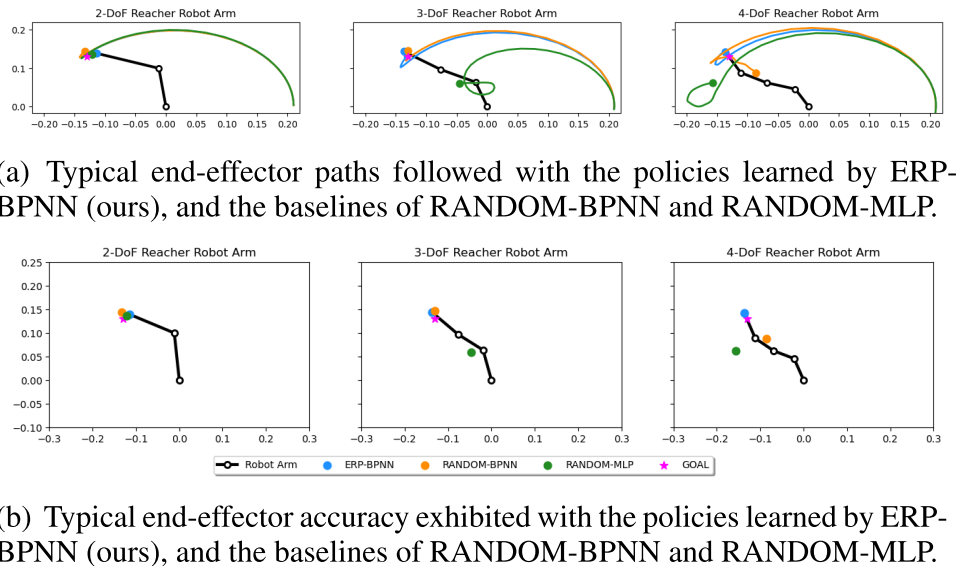 2-DoF Reacher Robot Arm 3-DoF Reacher Robot Arm 4-DoF Reacher Robot Arm
0.2
0.1
0.0
−0.20 −0.15 −0.10 −0.05 0.00 0.05 0.10 0.15 0.20 −0.20 −0.15 −0.10 −0.05 0.00 0.05 0.10 0.15 0.20 −0.20 −0.15 −0.10 −0.05 0.00 0.05 0.10 0.15 0.20
(a) Typical end-effector paths followed with the policies learned by ERP-
BPNN (ours), and the baselines of RANDOM-BPNN and RANDOM-MLP.
2-DoF Reacher Robot Arm 3-DoF Reacher Robot Arm 4-DoF Reacher Robot Arm
0.25
0.20
0.15
0.10
0.05
0.00
−0.05
−0.10
−0.3 −0.2 −0.1 0.0 0.1 0.2 0.3 −0.3 −0.2 −0.1 0.0 0.1 0.2 0.3 −0.3 −0.2 −0.1 0.0 0.1 0.2 0.3
Robot Arm ERP-BPNN RANDOM-BPNN RANDOM-MLP GOAL
(b) Typical end-effector accuracy exhibited with the policies learned by ERP-
BPNN (ours), and the baselines of RANDOM-BPNN and RANDOM-MLP.